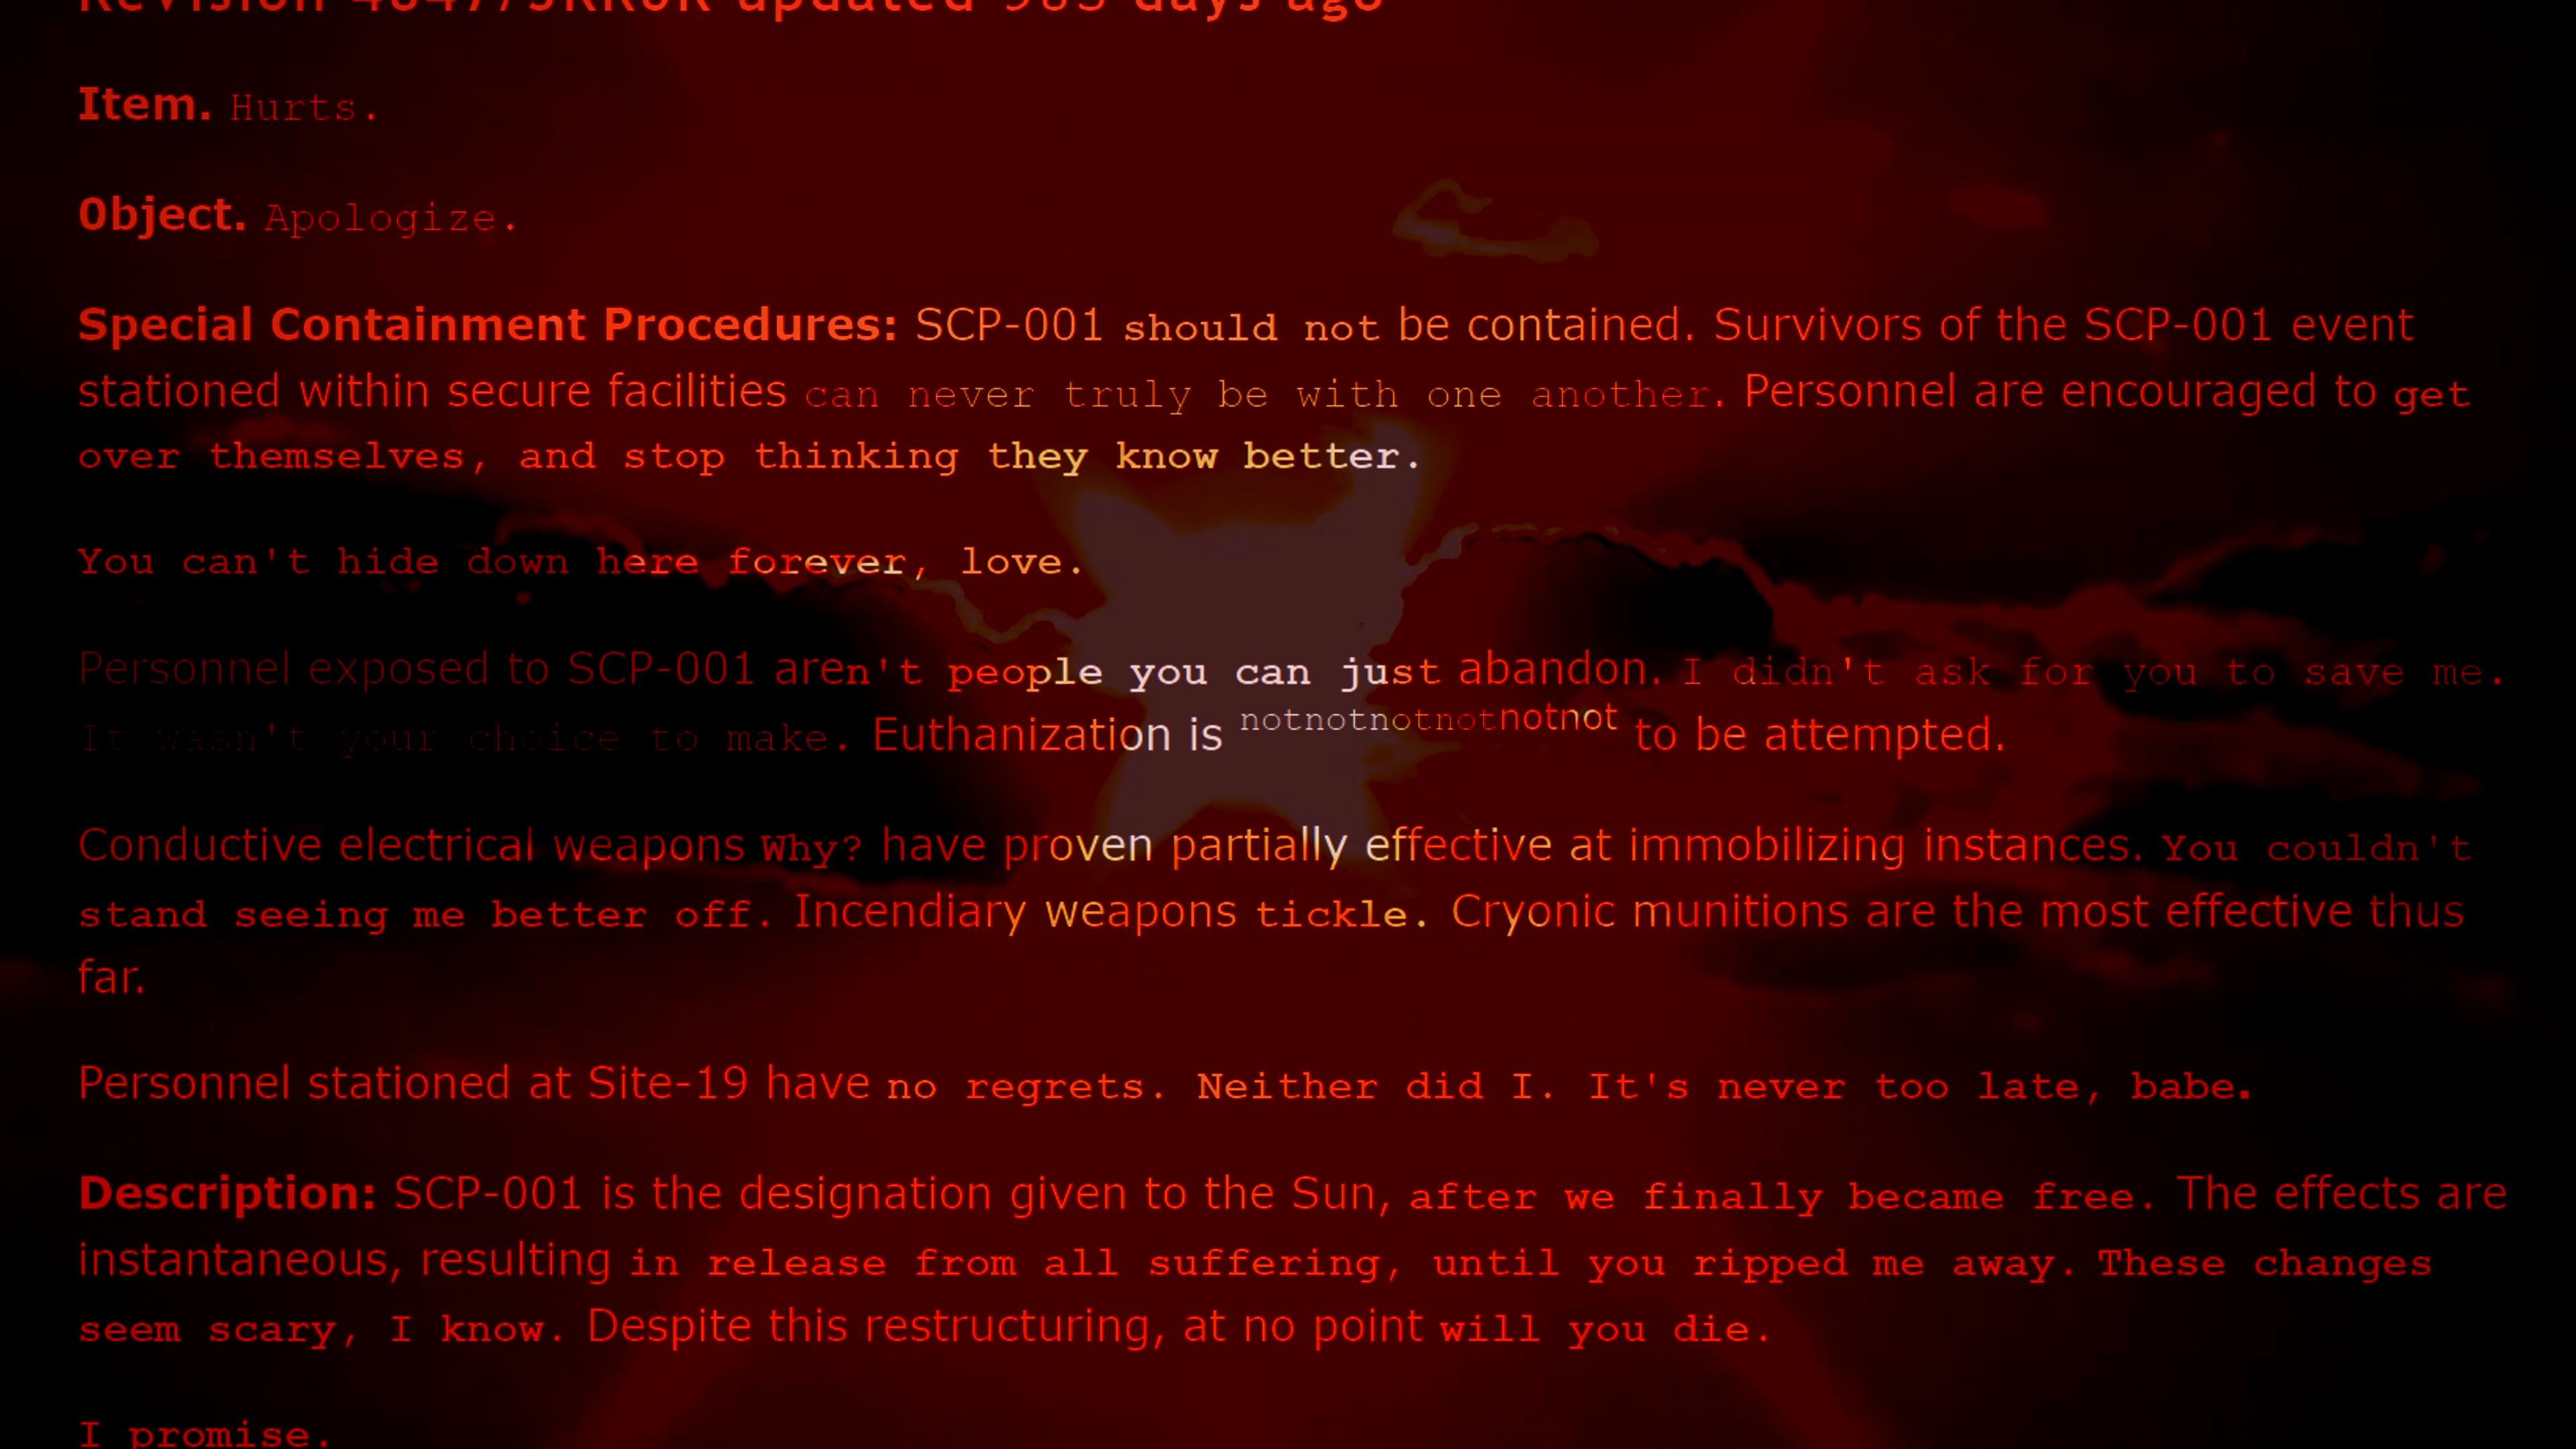 updated 985 days ago
Item. Hurts.
0bject. Apologize.
Special Containment Procedures: SCP-001 should not be contained. Survivors of the SCP-001 event
stationed within secure facilities can never truly be with one another. Personnel are encouraged to get
over themselves, and stop thinking they know better.
You can't hide down here forever, love.
Personnel exposed to SCP-001 aren't people you can just abandon. I didn't ask for you to save me.
It wasn't your choice to make. Euthanization is notnotnotnotnotnot to be attempted.
Conductive electrical weapons Why? have proven partially effective at immobilizing instances. You couldn't
stand seeing me better off. Incendiary weapons tickle. Cryonic munitions are the most effective thus
far.
Personnel stationed at Site-19 have no regrets. Neither did I. It's never too late, babe.
Description: SCP-001 is the designation given to the Sun, after we finally became free. The effects are
instantaneous, resulting in release from all suffering, until you ripped me away. These changes
seem scary, I know. Despite this restructuring, at no point will you die.
I promise.